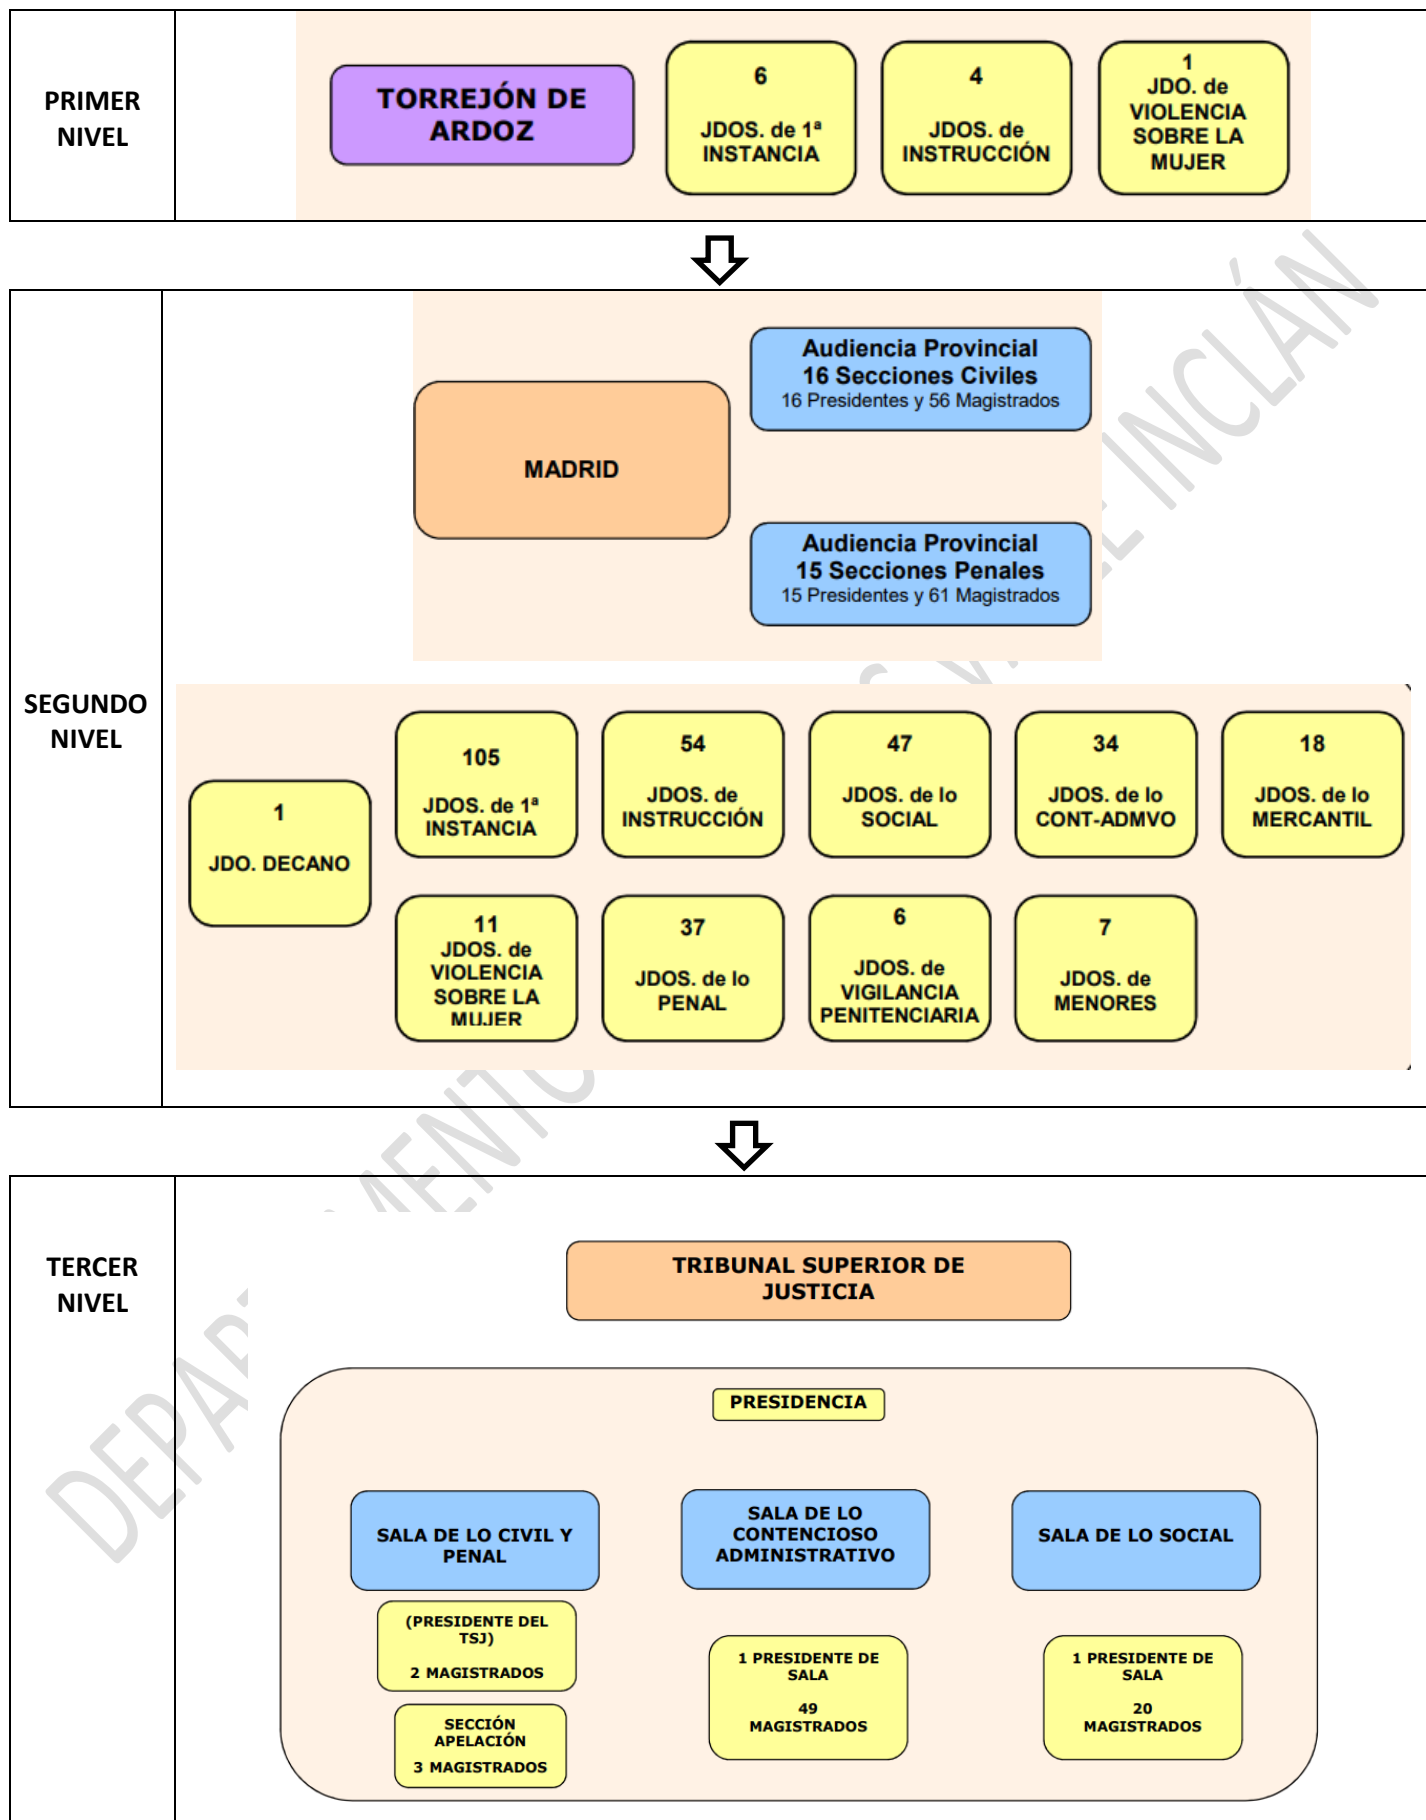 PRIMER
NIVEL
TORREJÓN DE
ARDOZ
6
JDOS. de 1ª
INSTANCIA
4
JDOS. de
INSTRUCCIÓN
1
JDO. de
VIOLENCIA
SOBRE LA
MUJER
SEGUNDO
NIVEL
MADRID
Audiencia Provincial
16 Secciones Civiles
16 Presidentes y 56 Magistrados
Audiencia Provincial
15 Secciones Penales
15 Presidentes y 61 Magistrados
1
JDO. DECANO
105
JDOS. de 1ª
INSTANCIA
54
JDOS. de
INSTRUCCIÓN
47
JDOS. de lo
SOCIAL
34
JDOS. de lo
CONT-ADMVO
18
JDOS. de lo
MERCANTIL
11
JDOS. de
VIOLENCIA
SOBRE LA
MUJER
37
JDOS. de lo
PENAL
6
JDOS. de
VIGILANCIA
PENITENCIARIA
7
JDOS. de
MENORES
TERCER
NIVEL
TRIBUNAL SUPERIOR DE
JUSTICIA
PRESIDENCIA
SALA DE LO CIVIL Y
PENAL
(PRESIDENTE DEL
TSJ)
2 MAGISTRADOS
SECCIÓN
APELACIÓN
3 MAGISTRADOS
SALA DE LO
CONTENCIOSO
ADMINISTRATIVO
1 PRESIDENTE DE
SALA
49
MAGISTRADOS
SALA DE LO SOCIAL
1 PRESIDENTE DE
SALA
20
MAGISTRADOS
INCLÁN